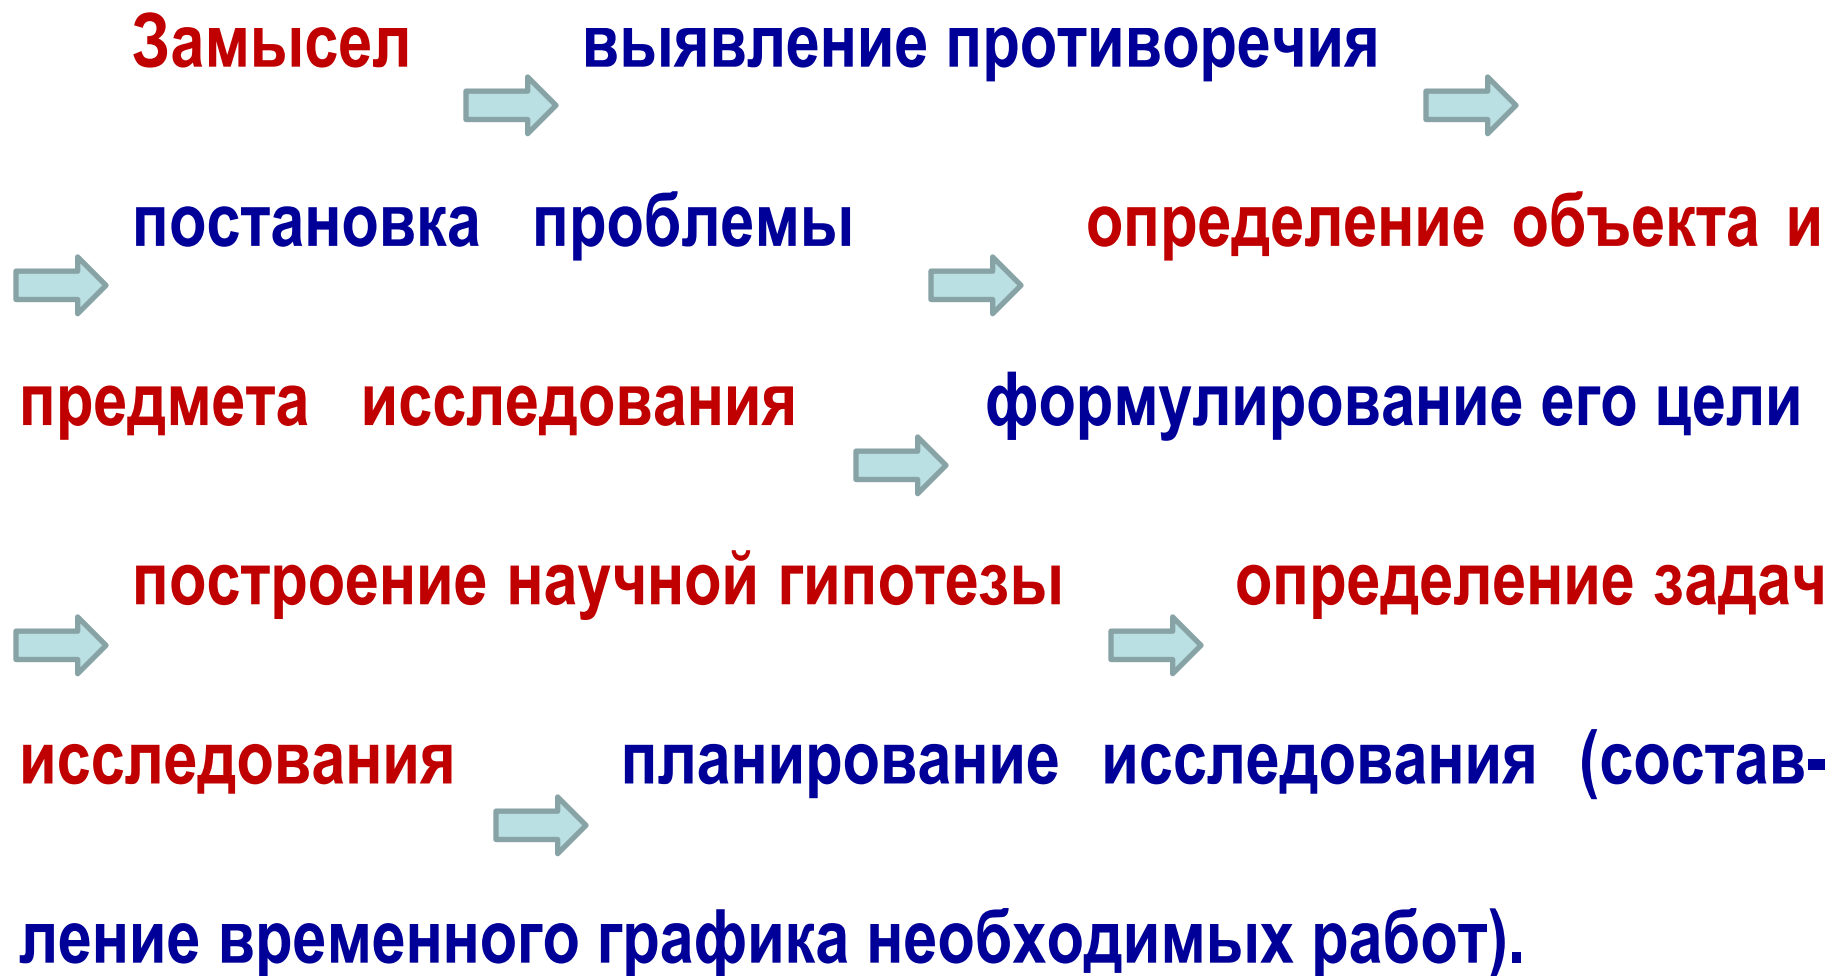 Замысел выявление противоречия
постановка проблемы определение объекта и
предмета исследования формулирование его цели
построение научной гипотезы определение задач
исследования планирование исследования (состав-
ление временного графика необходимых работ).